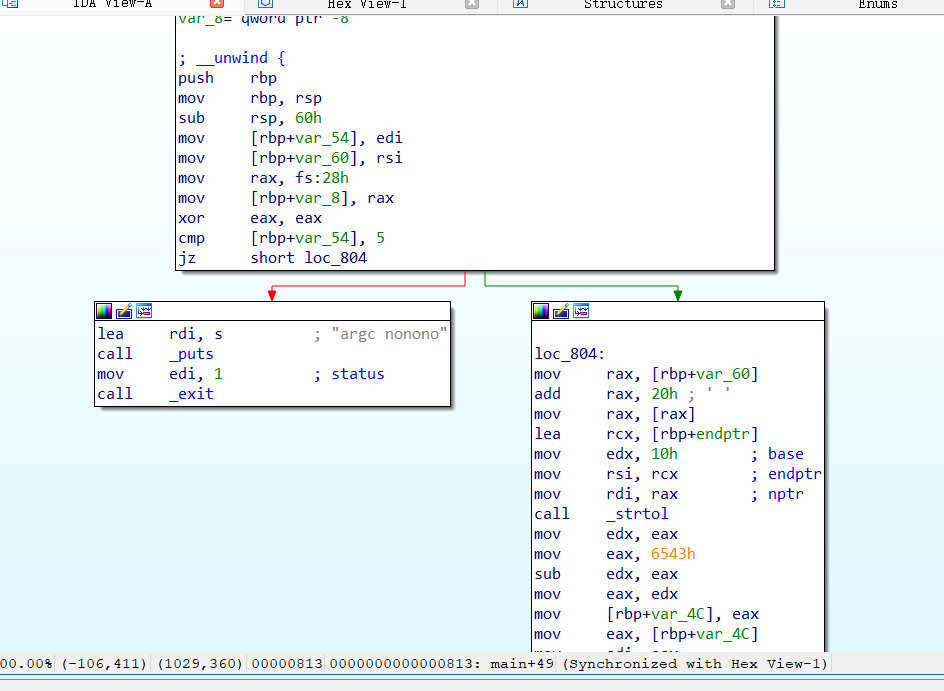 IDA View-A Hex View-1 Structures Enums
var_8= qword ptr -8
; __unwind {
push rbp
mov rbp, rsp
sub rsp, 60h
mov [rbp+var_54], edi
mov [rbp+var_60], rsi
mov rax, fs:28h
mov [rbp+var_8], rax
xor eax, eax
cmp [rbp+var_54], 5
jz short loc_804
lea rdi, s ; "argc nonono"
call _puts
mov edi, 1 ; status
call _exit
loc_804:
mov rax, [rbp+var_60]
add rax, 20h ; ' '
mov rax, [rax]
lea rcx, [rbp+endptr]
mov edx, 10h ; base
mov rsi, rcx ; endptr
mov rdi, rax ; nptr
call _strtol
mov edx, eax
mov eax, 6543h
sub edx, eax
mov eax, edx
mov [rbp+var_4C], eax
mov eax, [rbp+var_4C]
00.00% (-106,411) (1029,360) 00000813 0000000000000813: main+49 (Synchronized with Hex View-1)